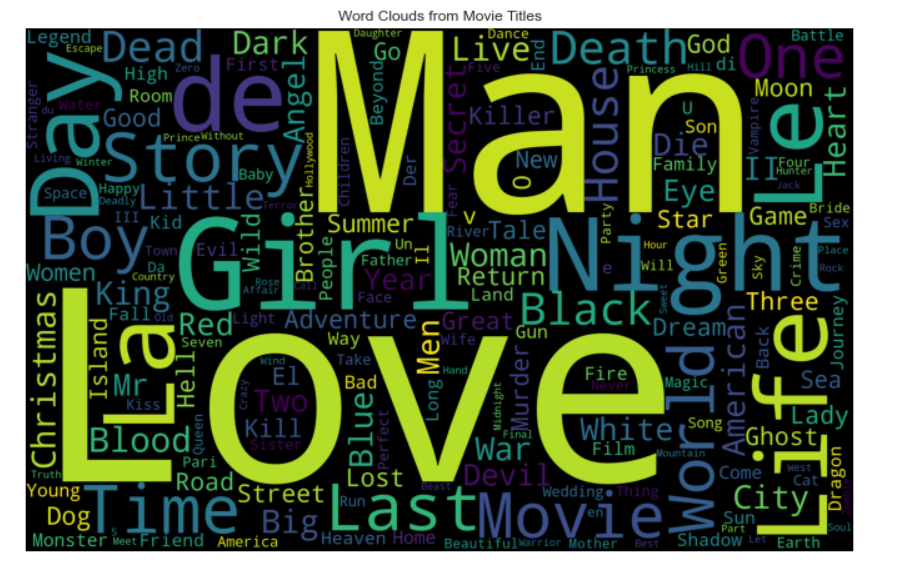 Word Clouds from Movie Titles
Legend
Escape
Dead
Dark
Daughter
Go
Live
Dance
End
Death
God
di
One
Battle
High
Zero
First
Angel
Beyond
Secret
Five
Princess
Hill
Moon
Day
Room
de
Man
Killer
House
U
Son
Vampire
Le
Heart
Stranger
du
Water
Good
Prince
Without
Hollywood
Children
Der
New
O
Die
Family
II
Four
Hunter
Living
Winter
Story
Baby
Eye
Jack
Space
Happy
Deadly
Little
Brother
Fear
Star
Game
Bride
Sex
Boy
III
Kid
Girl
Wild
Summer
V
River
Tale
Night
Party
Town
Evil
People
Un
Il
Father
Woman
Hour
Green
Sky
Crime
Place
Women
Da
Country
Rose
Affair
Call
Year
Face
Return
Land
e
Will
Rock
King
Black
Sweet
Three
Christmas
Fall
Old
Red
Light
Adventure
Great
Gun
Dream
American
Back
Journey
Island
La
Seven
Way
Men
Wife
World
Life
Mr
Hell
Wind
Take
Long
Hand
Murder
Fire
Never
Magic
Sea
Kiss
El
Crazy
Two
Bad
Midnight
Love
Song
Lady
Blood
Queen
Kill
Sister
Blue
Perfect
Final
White
Film
Mountain
Ghost
Truth
Pari
Road
Lost
War
Devil
Come
West
Cat
Dragon
Young
Street
Run
Beast
Wedding
Thing
City
Zombie
Dog
Time
Big
Last
Movie
en
Sun
Part
Soul
Monster
s
Meet
Friend
America
Heaven
Home
Beautiful
Warrior
Mother
Best
Shadow
Let
Earth